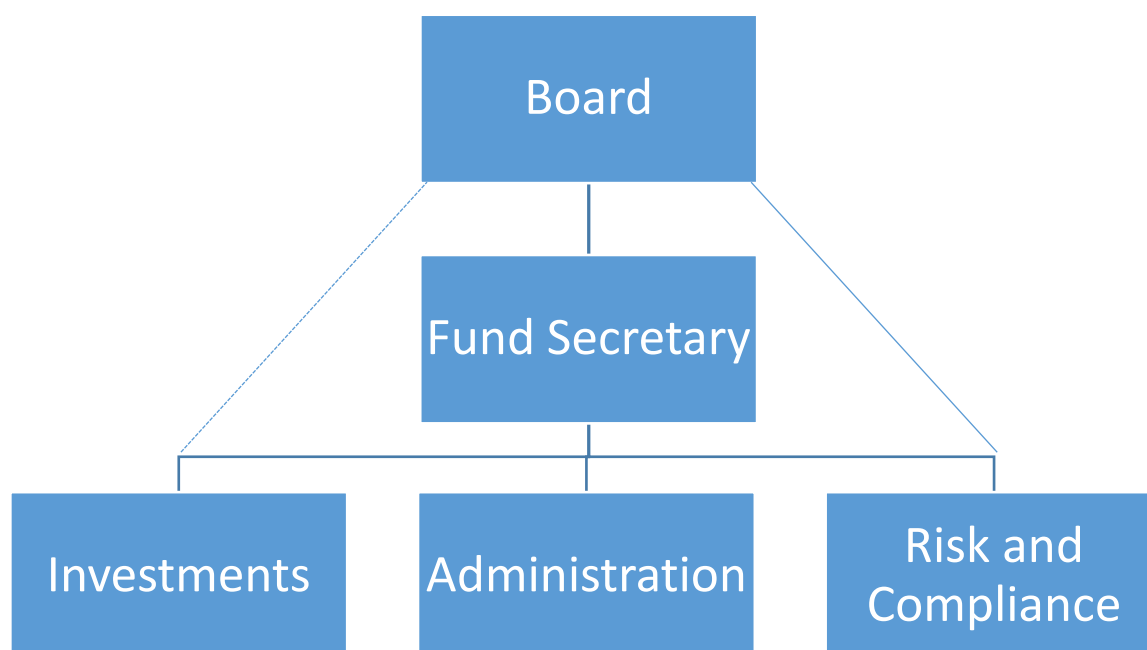 Board
Fund Secretary
Investments
Administration
Risk and
Compliance